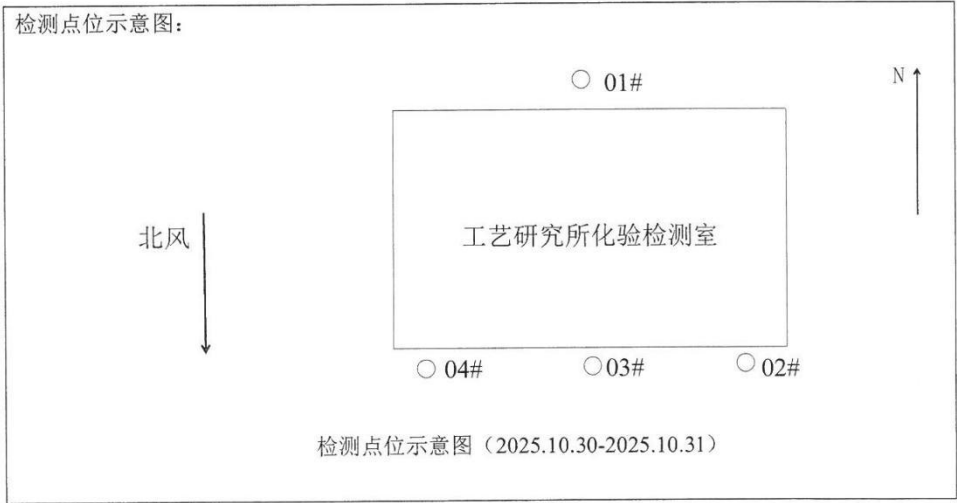 检测点位示意图：
○ 01#
N
北风
工艺研究所化验检测室
○ 04#
○03#
○02#
检测点位示意图（2025.10.30-2025.10.31）